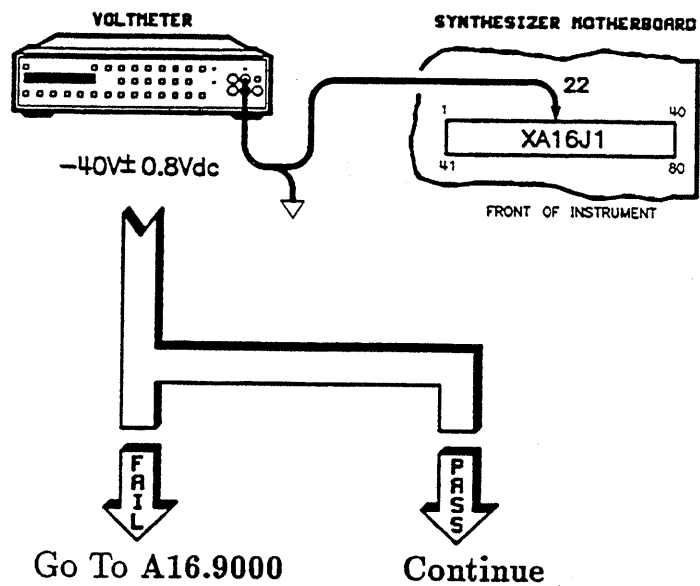 VOLTMETER
SYNTHESIZER MOTHERBOARD
22
1
40
XA16J1
41
80
-40V± 0.8Vdc
FRONT OF INSTRUMENT
FAIL
PASS
Go To A16.9000
Continue